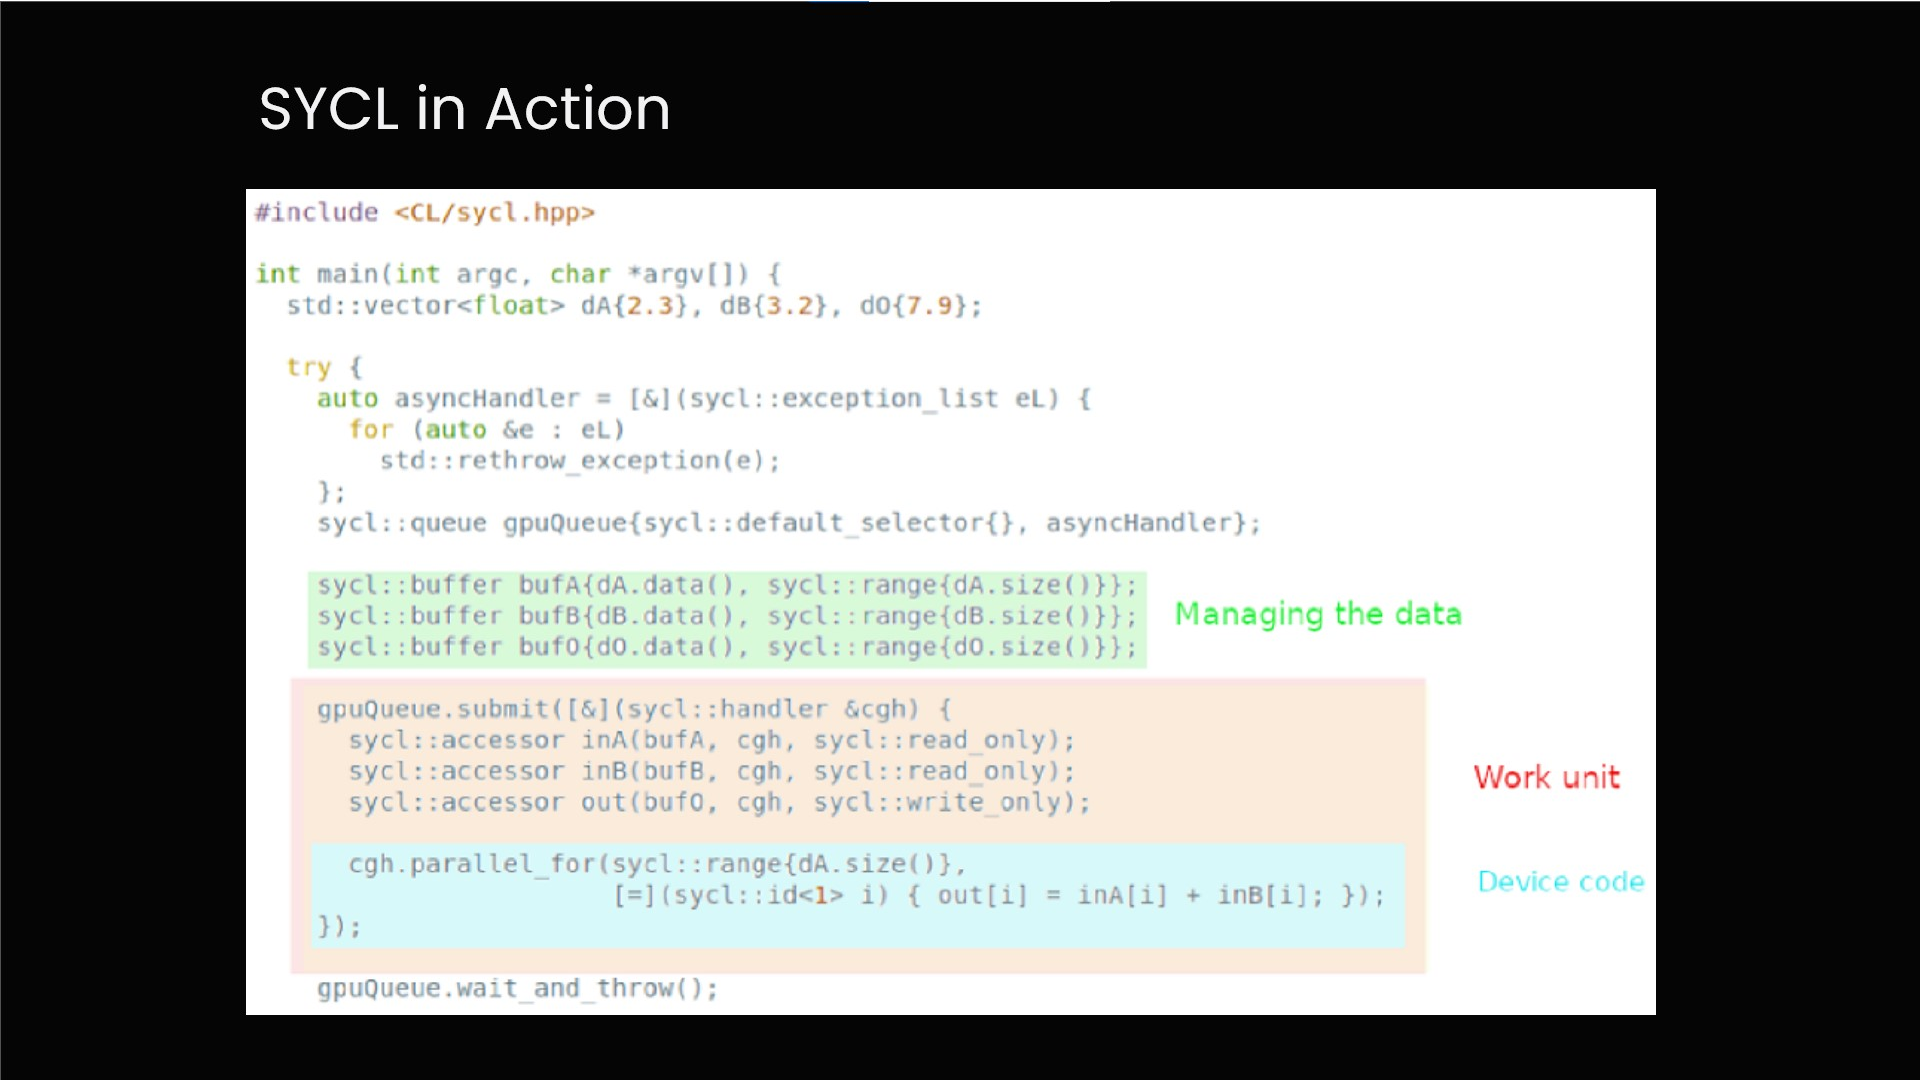 SYCL in Action
#include <CL/sycl.hpp>
int main(int argc, char *argv[]) {
std::vector<float> dA{2.3}, dB{3.2}, dO{7.9};
try {
auto asyncHandler = [&](sycl::exception_list eL) {
for (auto &e : eL)
std::rethrow_exception(e);
};
sycl::queue gpuQueue{sycl::default_selector{}, asyncHandler};
sycl::buffer bufA{dA.data(), sycl::range{dA.size()}};
sycl::buffer bufB{dB.data(), sycl::range{dB.size()}};
sycl::buffer bufO{dO.data(), sycl::range{dO.size()}};
Managing the data
gpuQueue.submit([&](sycl::handler &cgh) {
sycl::accessor inA(bufA, cgh, sycl::read_only);
sycl::accessor inB(bufB, cgh, sycl::read_only);
sycl::accessor out(bufO, cgh, sycl::write_only);
Work unit
cgh.parallel_for(sycl::range{dA.size()},
[=](sycl::id<1> i) { out[i] = inA[i] + inB[i]; });
});
Device code
gpuQueue.wait_and_throw();